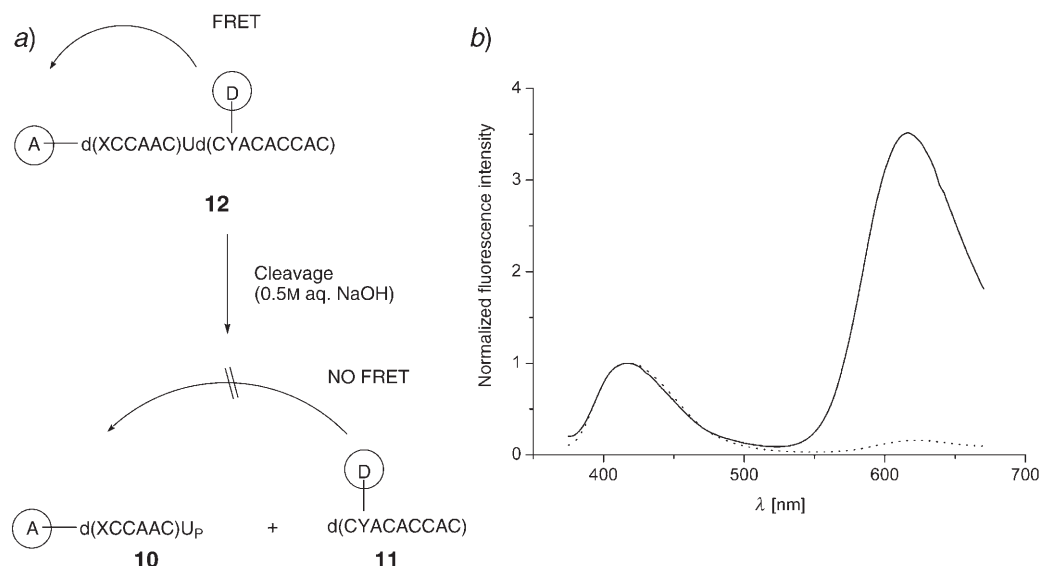 a)
FRET
D
A
d(XCCAAC)Ud(CYACACCAC)
12
Cleavage
(0.5M aq. NaOH)
NO FRET
D
A
d(XCCAAC)UP
+
d(CYACACCAC)
10
11
b)
Normalized fluorescence intensity
4
3
2
1
0
400
500
600
700
λ [nm]